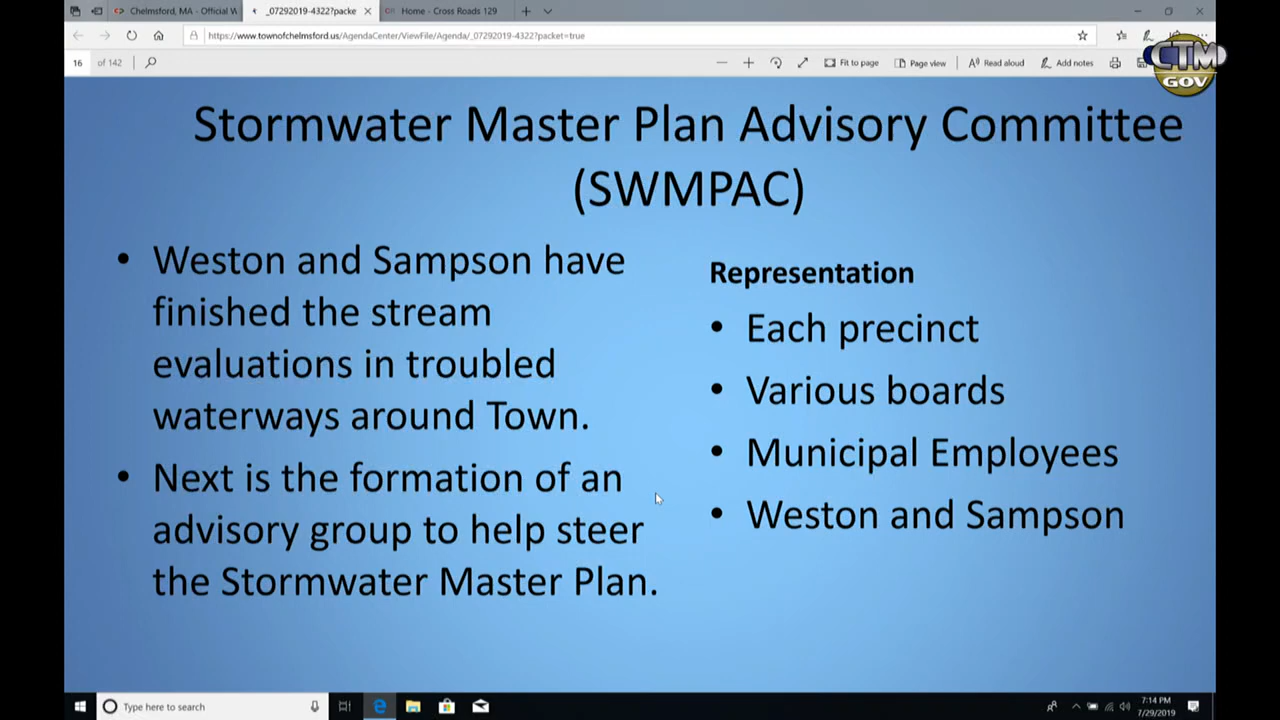 Chelmsford, MA - Official W
_07292019-4322?packe
Home - Cross Roads 129
https://www.townofchelmsford.us/AgendaCenter/ViewFile/Agenda/_07292019-4322?packet=true
16 of 142
Fit to page
Page view
Read aloud
Add notes
CTM
GOV
Stormwater Master Plan Advisory Committee
(SWMPAC)
• Weston and Sampson have
finished the stream
evaluations in troubled
waterways around Town.
• Next is the formation of an
advisory group to help steer
the Stormwater Master Plan.
Representation
• Each precinct
• Various boards
• Municipal Employees
• Weston and Sampson
Type here to search
7:14 PM
7/29/2019